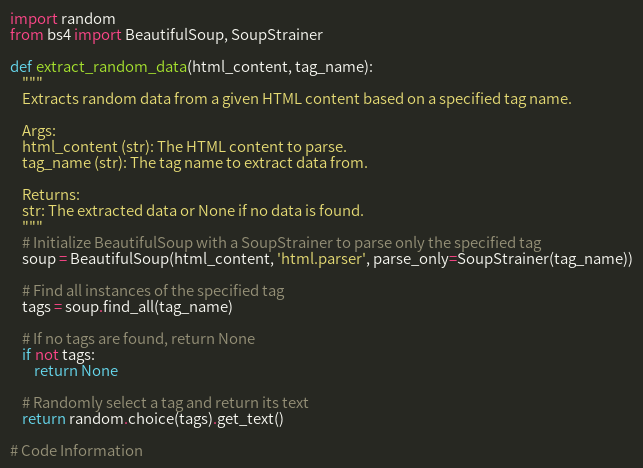 import random
from bs4 import BeautifulSoup, SoupStrainer

def extract_random_data(html_content, tag_name):
    """
    Extracts random data from a given HTML content based on a specified tag name.

    Args:
    html_content (str): The HTML content to parse.
    tag_name (str): The tag name to extract data from.

    Returns:
    str: The extracted data or None if no data is found.
    """
    # Initialize BeautifulSoup with a SoupStrainer to parse only the specified tag
    soup = BeautifulSoup(html_content, 'html.parser', parse_only=SoupStrainer(tag_name))

    # Find all instances of the specified tag
    tags = soup.find_all(tag_name)

    # If no tags are found, return None
    if not tags:
        return None

    # Randomly select a tag and return its text
    return random.choice(tags).get_text()

# Code Information